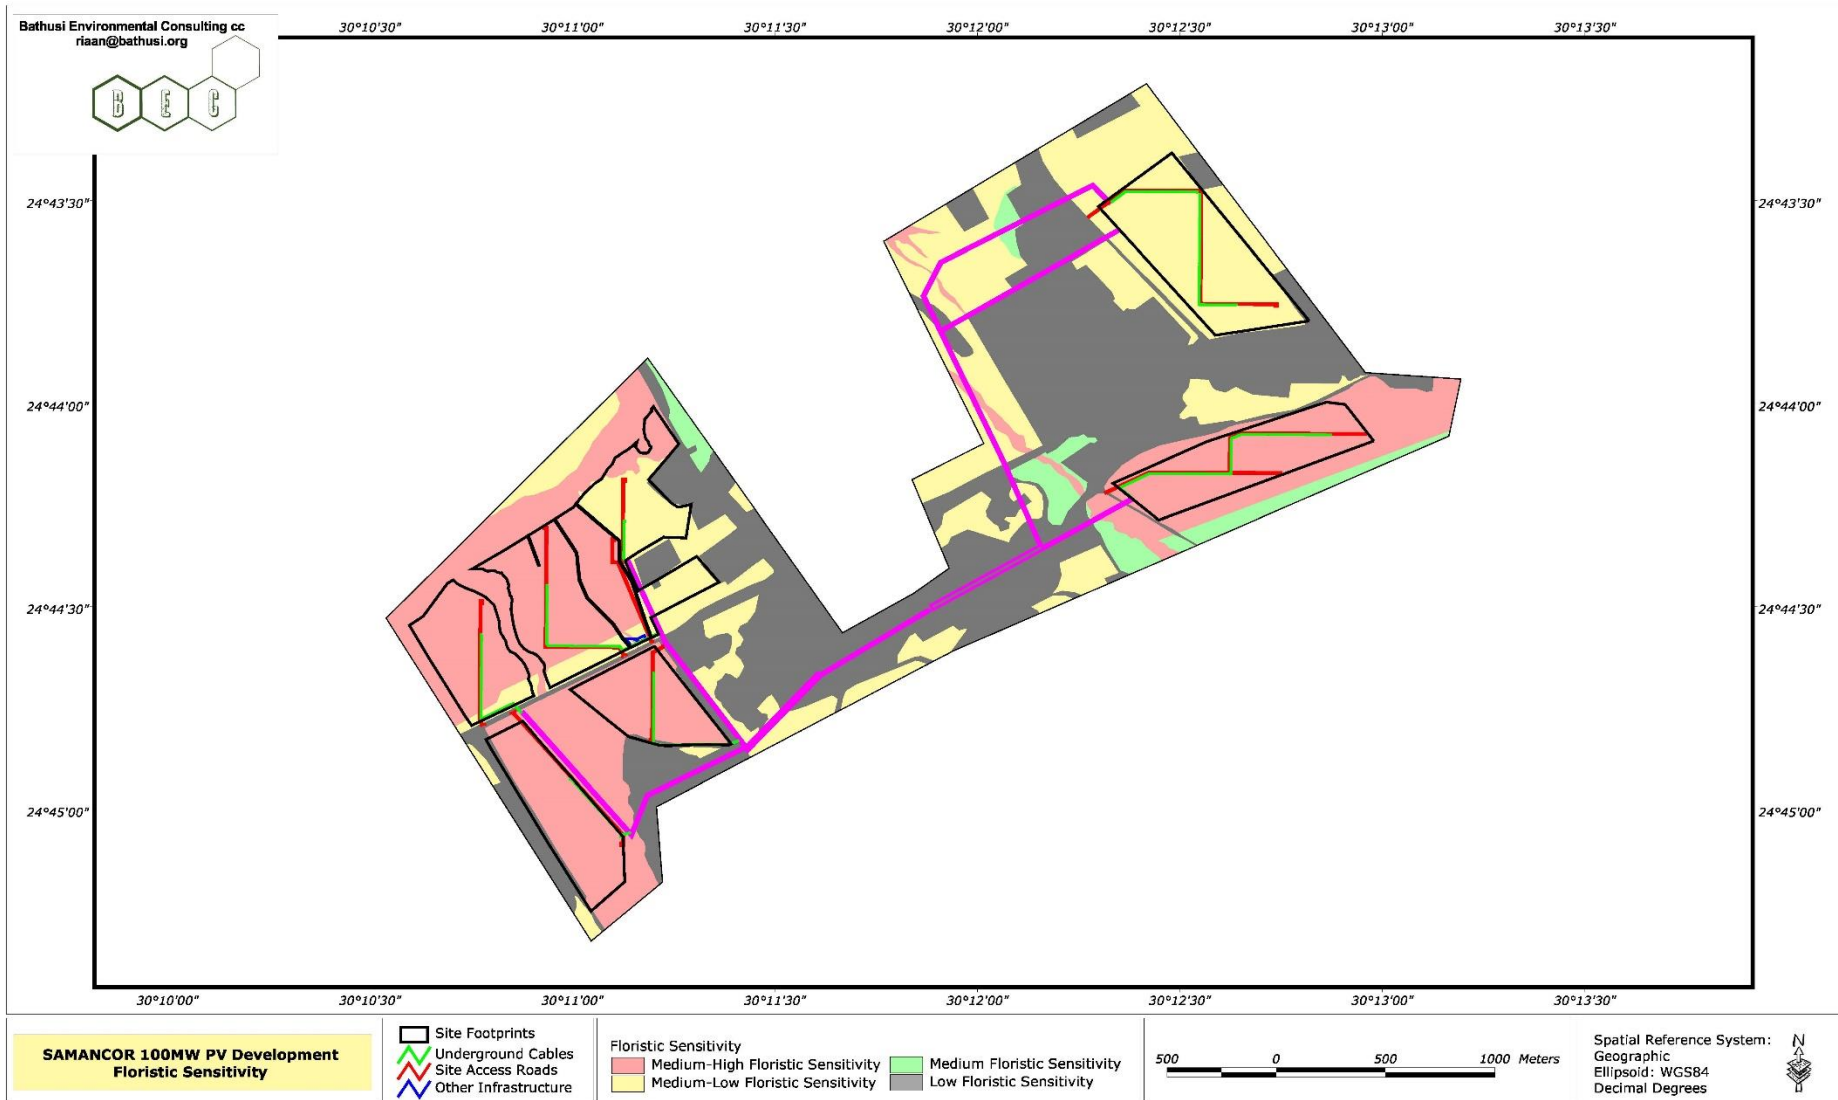 Bathusi Environmental Consulting cc
riaan@bathusi.org
B E C
30°10'30" 30°11'00" 30°11'30" 30°12'00" 30°12'30" 30°13'00" 30°13'30"
24°43'30" 24°43'30"
24°44'00" 24°44'00"
24°44'30" 24°44'30"
24°45'00" 24°45'00"
30°10'00" 30°10'30" 30°11'00" 30°11'30" 30°12'00" 30°12'30" 30°13'00" 30°13'30"
SAMANCOR 100MW PV Development
Floristic Sensitivity
Site Footprints
Underground Cables
Site Access Roads
Other Infrastructure
Floristic Sensitivity
Medium-High Floristic Sensitivity
Medium-Low Floristic Sensitivity
Medium Floristic Sensitivity
Low Floristic Sensitivity
500 0 500 1000 Meters
Spatial Reference System:
Geographic
Ellipsoid: WGS84
Decimal Degrees
N